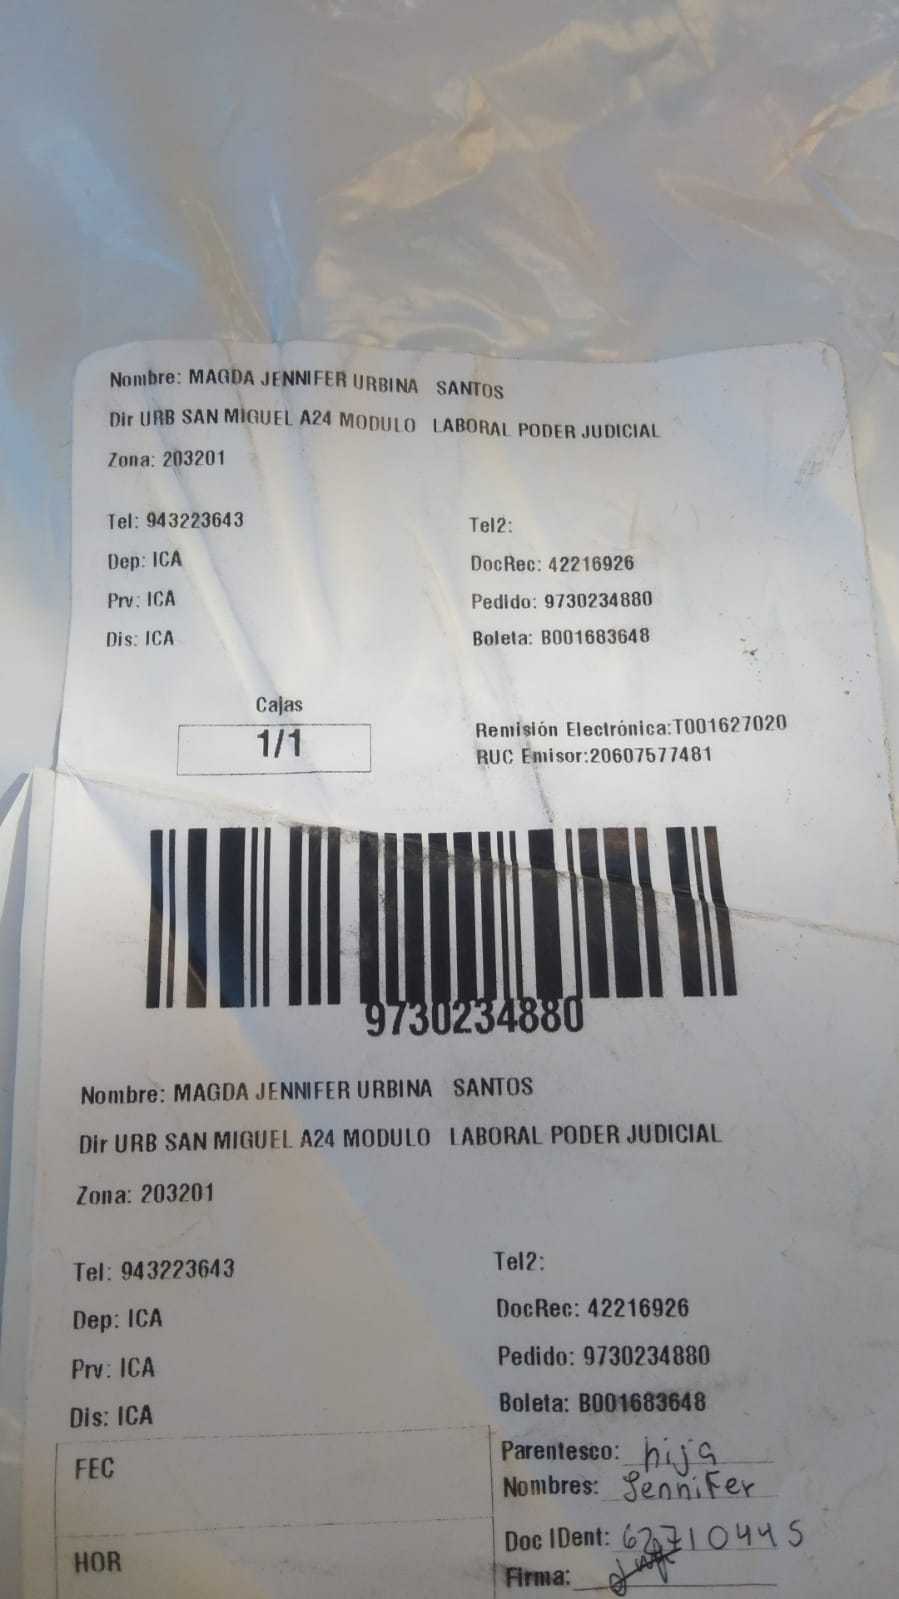 Nombre: MAGDA JENNIFER URBINA SANTOS
Dir URB SAN MIGUEL A24 MODULO LABORAL PODER JUDICIAL
Zona: 203201
Tel: 943223643 Tel2:
Dep: ICA DocRec: 42216926
Prv: ICA Pedido: 9730234880
Dis: ICA Boleta: B001683648
Cajas
1/1
Remisión Electrónica:T001627020
RUC Emisor:20607577481
9730234880
Nombre: MAGDA JENNIFER URBINA SANTOS
Dir URB SAN MIGUEL A24 MODULO LABORAL PODER JUDICIAL
Zona: 203201
Tel: 943223643 Tel2:
Dep: ICA DocRec: 42216926
Prv: ICA Pedido: 9730234880
Dis: ICA Boleta: B001683648
FEC Parentesco: hija
Nombres: Jennifer
HOR Doc IDent: 62710445
Firma: